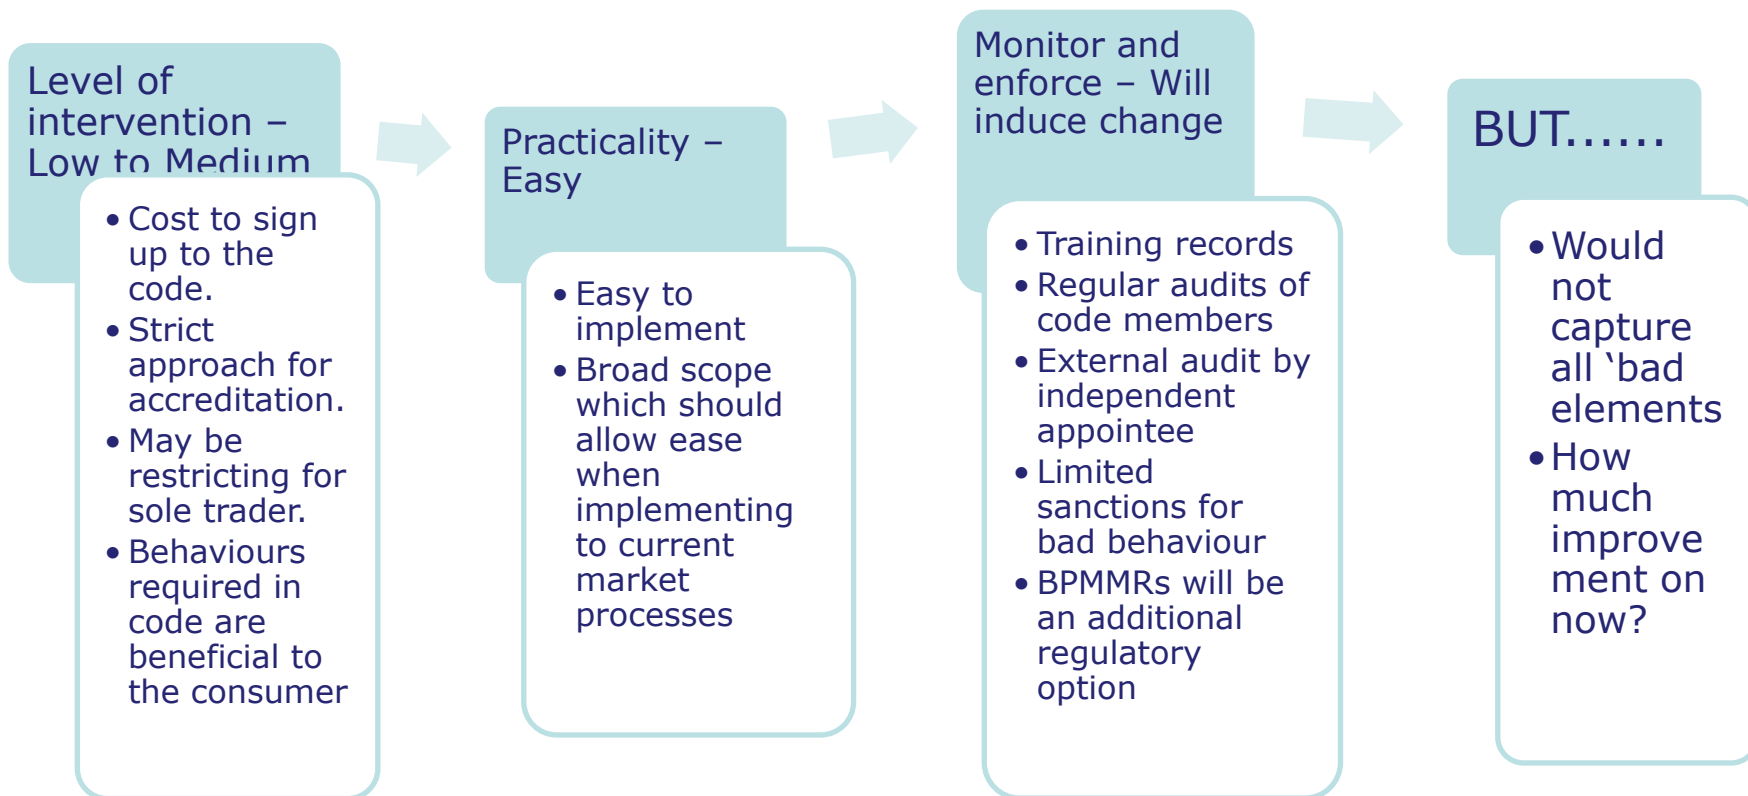 Level of
intervention –
Low to Medium
• Cost to sign
up to the
code.
• Strict
approach for
accreditation.
• May be
restricting for
sole trader.
• Behaviours
required in
code are
beneficial to
the consumer
Practicality –
Easy
• Easy to
implement
• Broad scope
which should
allow ease
when
implementing
to current
market
processes
Monitor and
enforce – Will
induce change
• Training records
• Regular audits of
code members
• External audit by
independent
appointee
• Limited
sanctions for
bad behaviour
• BPMMRs will be
an additional
regulatory
option
BUT......
• Would
not
capture
all ‘bad
elements
• How
much
improve
ment on
now?